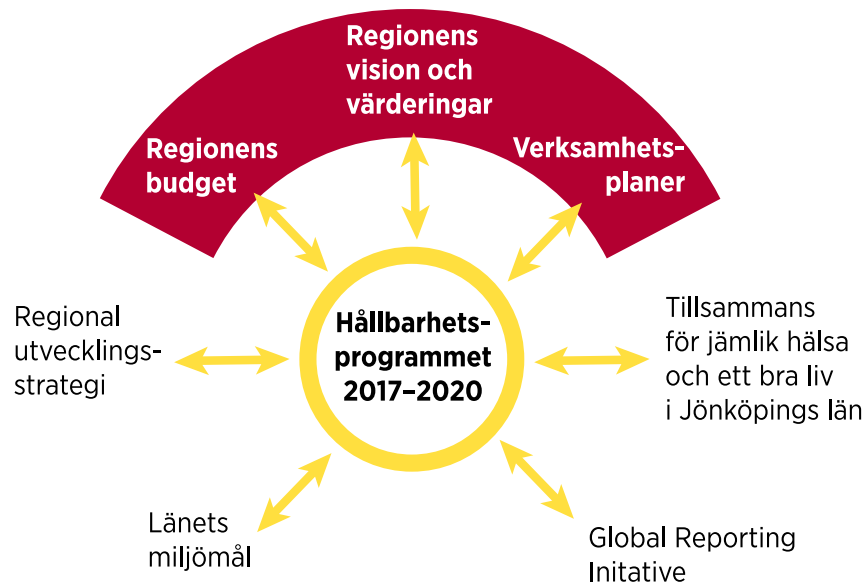 Regionens
vision och
värderingar
Regionens
budget
Verksamhets-
planer
Regional
utvecklings-
strategi
Hållbarhets-
programmet
2017–2020
Tillsammans
för jämlik hälsa
och ett bra liv
i Jönköpings län
Länets
miljömål
Global Reporting
Initative